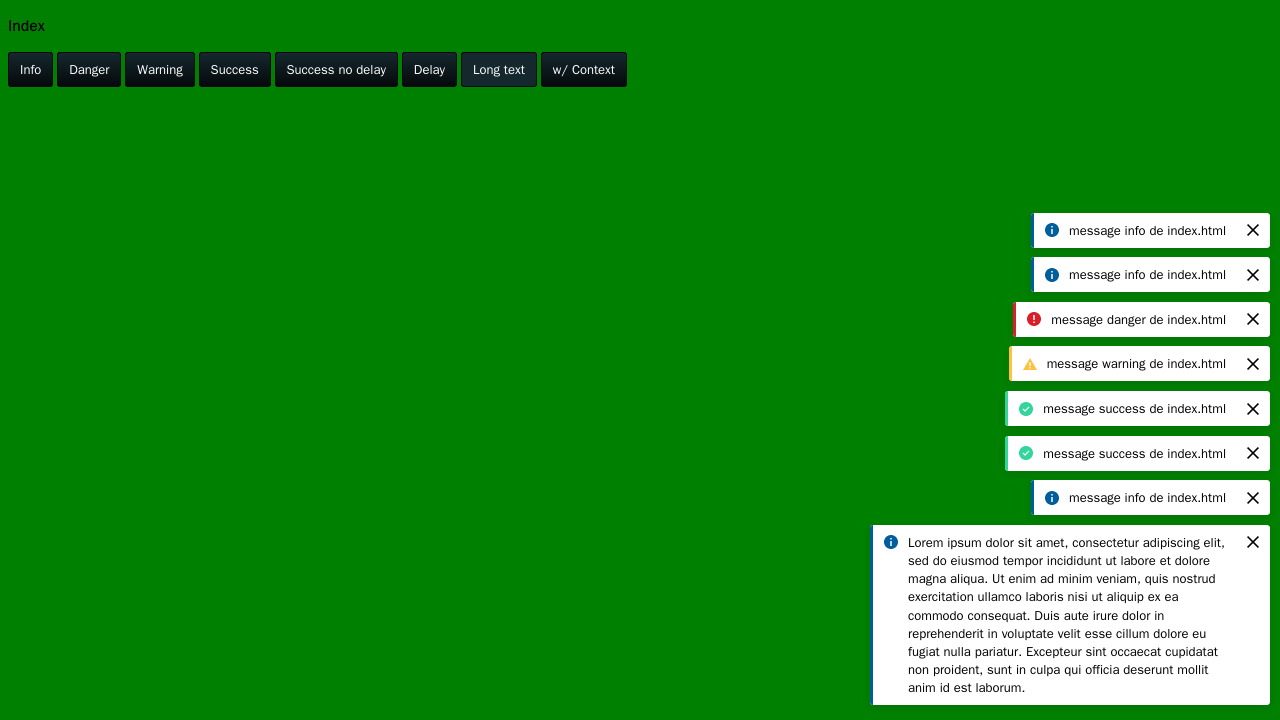 Index
Info Danger Warning Success Success no delay Delay Long text w/ Context
message info de index.html
message info de index.html
message danger de index.html
message warning de index.html
message success de index.html
message success de index.html
message info de index.html
Lorem ipsum dolor sit amet, consectetur adipiscing elit,
sed do eiusmod tempor incididunt ut labore et dolore
magna aliqua. Ut enim ad minim veniam, quis nostrud
exercitation ullamco laboris nisi ut aliquip ex ea
commodo consequat. Duis aute irure dolor in
reprehenderit in voluptate velit esse cillum dolore eu
fugiat nulla pariatur. Excepteur sint occaecat cupidatat
non proident, sunt in culpa qui officia deserunt mollit
anim id est laborum.